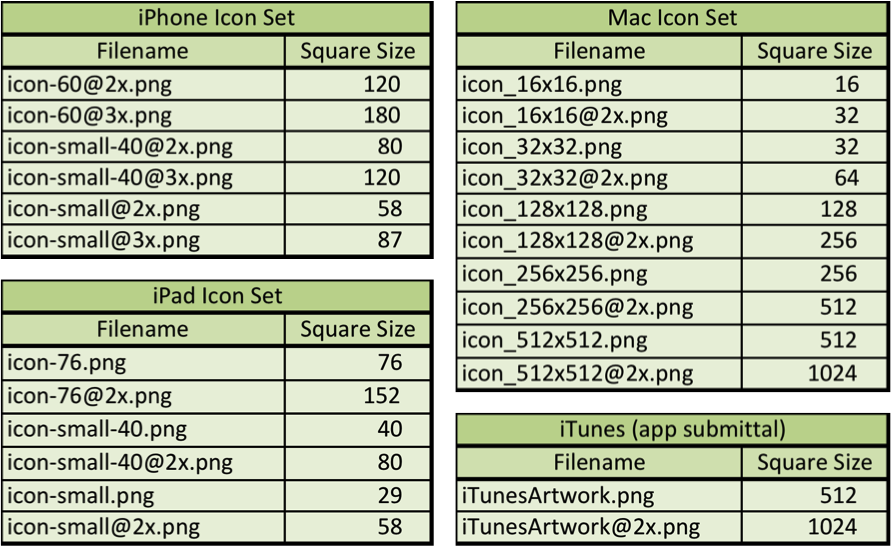 iPhone Icon Set
Filename Square Size
icon-60@2x.png 120
icon-60@3x.png 180
icon-small-40@2x.png 80
icon-small-40@3x.png 120
icon-small@2x.png 58
icon-small@3x.png 87
iPad Icon Set
Filename Square Size
icon-76.png 76
icon-76@2x.png 152
icon-small-40.png 40
icon-small-40@2x.png 80
icon-small.png 29
icon-small@2x.png 58
Mac Icon Set
Filename Square Size
icon_16x16.png 16
icon_16x16@2x.png 32
icon_32x32.png 32
icon_32x32@2x.png 64
icon_128x128.png 128
icon_128x128@2x.png 256
icon_256x256.png 256
icon_256x256@2x.png 512
icon_512x512.png 512
icon_512x512@2x.png 1024
iTunes (app submittal)
Filename Square Size
iTunesArtwork.png 512
iTunesArtwork@2x.png 1024